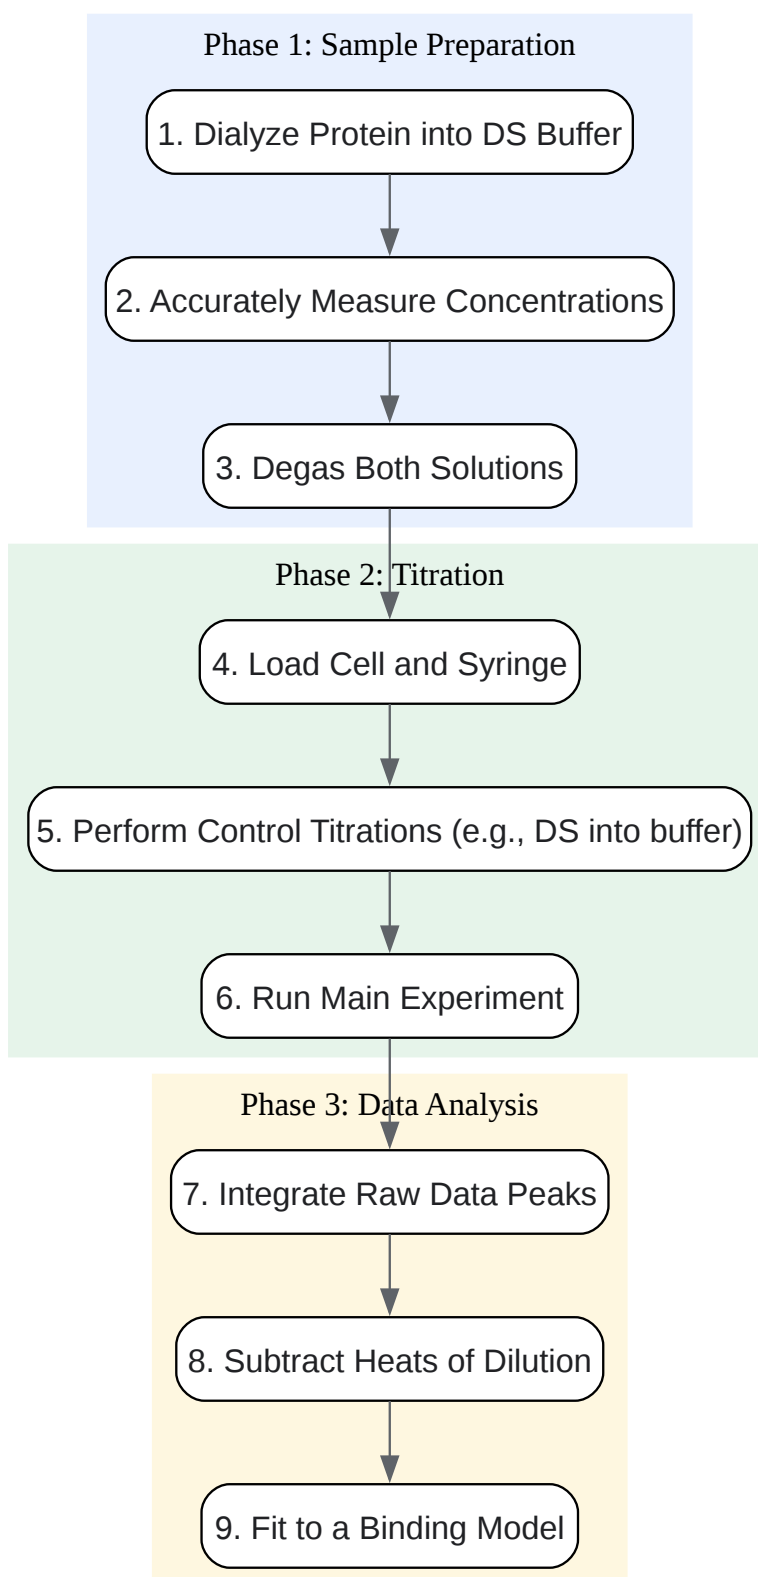 Phase 1: Sample Preparation
1. Dialyze Protein into DS Buffer
2. Accurately Measure Concentrations
3. Degas Both Solutions
Phase 2: Titration
4. Load Cell and Syringe
5. Perform Control Titrations (e.g., DS into buffer)
6. Run Main Experiment
Phase 3: Data Analysis
7. Integrate Raw Data Peaks
8. Subtract Heats of Dilution
9. Fit to a Binding Model